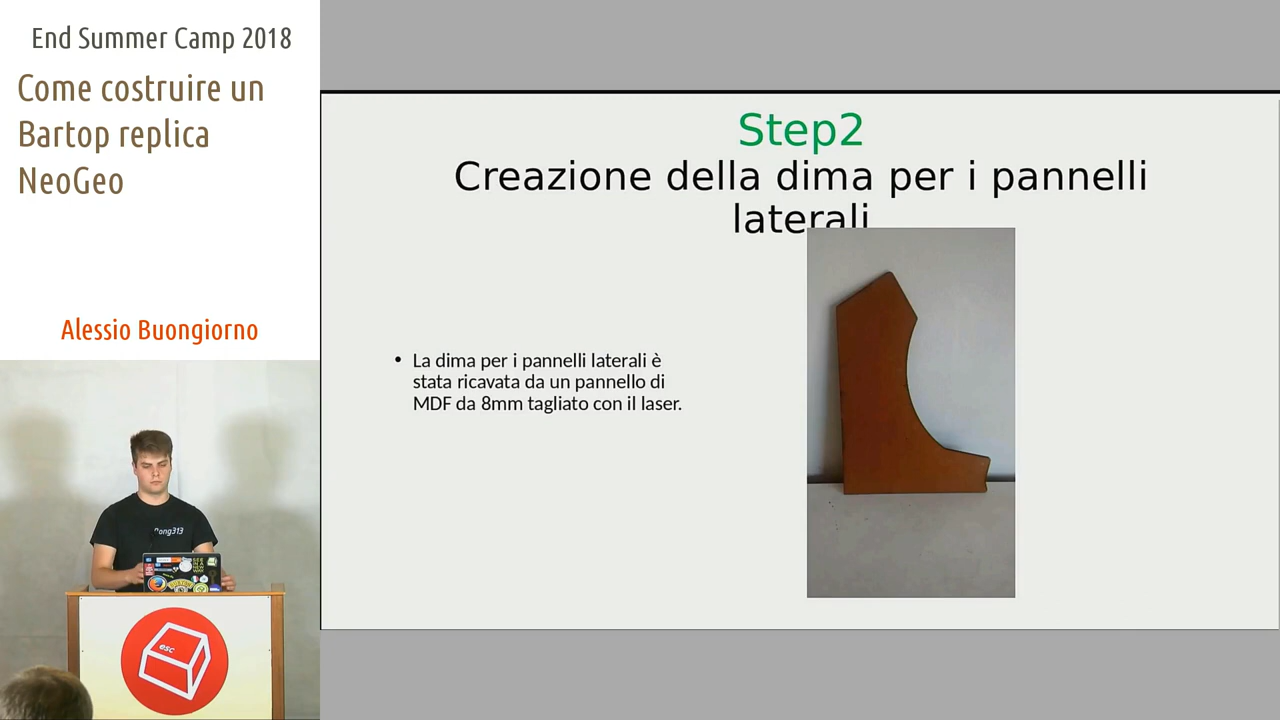 End Summer Camp 2018
Come costruire un
Bartop replica
NeoGeo
Alessio Buongiorno
Step2
Creazione della dima per i pannelli
laterali
• La dima per i pannelli laterali è
stata ricavata da un pannello di
MDF da 8mm tagliato con il laser.
esc